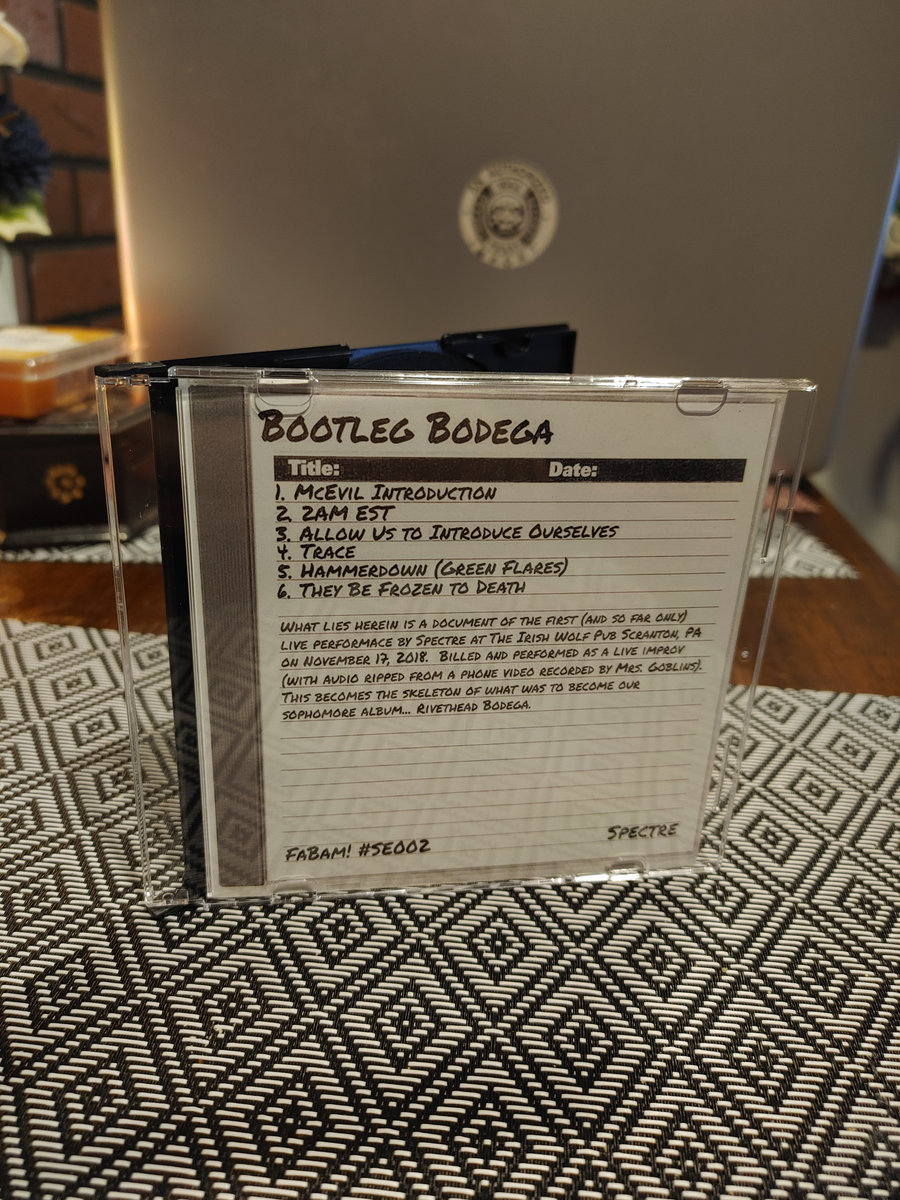 BOOTLEG BODEGA
Title: Date:
1. MCEVIL INTRODUCTION
2. 2AM EST
3. ALLOW US TO INTRODUCE OURSELVES
4. TRACE
5. HAMMERDOWN (GREEN FLARES)
6. THEY BE FROZEN TO DEATH
WHAT LIES HEREIN IS A DOCUMENT OF THE FIRST (AND SO FAR ONLY)
LIVE PERFORMACE BY SPECTRE AT THE IRISH WOLF PUB SCRANTON, PA
ON NOVEMBER 17, 2018. BILLED AND PERFORMED AS A LIVE IMPROV
(WITH AUDIO RIPPED FROM A PHONE VIDEO RECORDED BY MRS. GOBLINS).
THIS BECOMES THE SKELETON OF WHAT WAS TO BECOME OUR
SOPHOMORE ALBUM... RIVETHEAD BODEGA.
SPECTRE
FABAM! #SE002